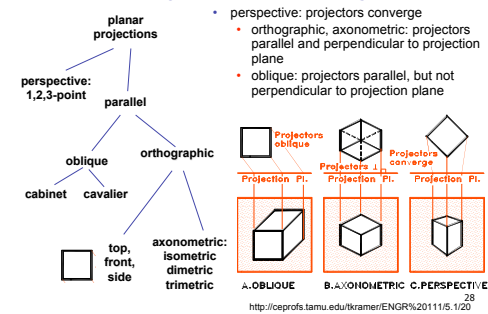 planar
projections
perspective:
1,2,3-point
parallel
oblique
orthographic
cabinet
cavalier
top,
front,
side
axonometric:
isometric
dimetric
trimetric
• perspective: projectors converge
• orthographic, axonometric: projectors
parallel and perpendicular to projection
plane
• oblique: projectors parallel, but not
perpendicular to projection plane
Projectors
oblique
Projection Pl.
A.OBLIQUE
Projectors ⊥
Projection Pl.
B.AXONOMETRIC
Projectors
converge
Projection Pl.
C.PERSPECTIVE
28
http://ceprofs.tamu.edu/tkramer/ENGR%20111/5.1/20